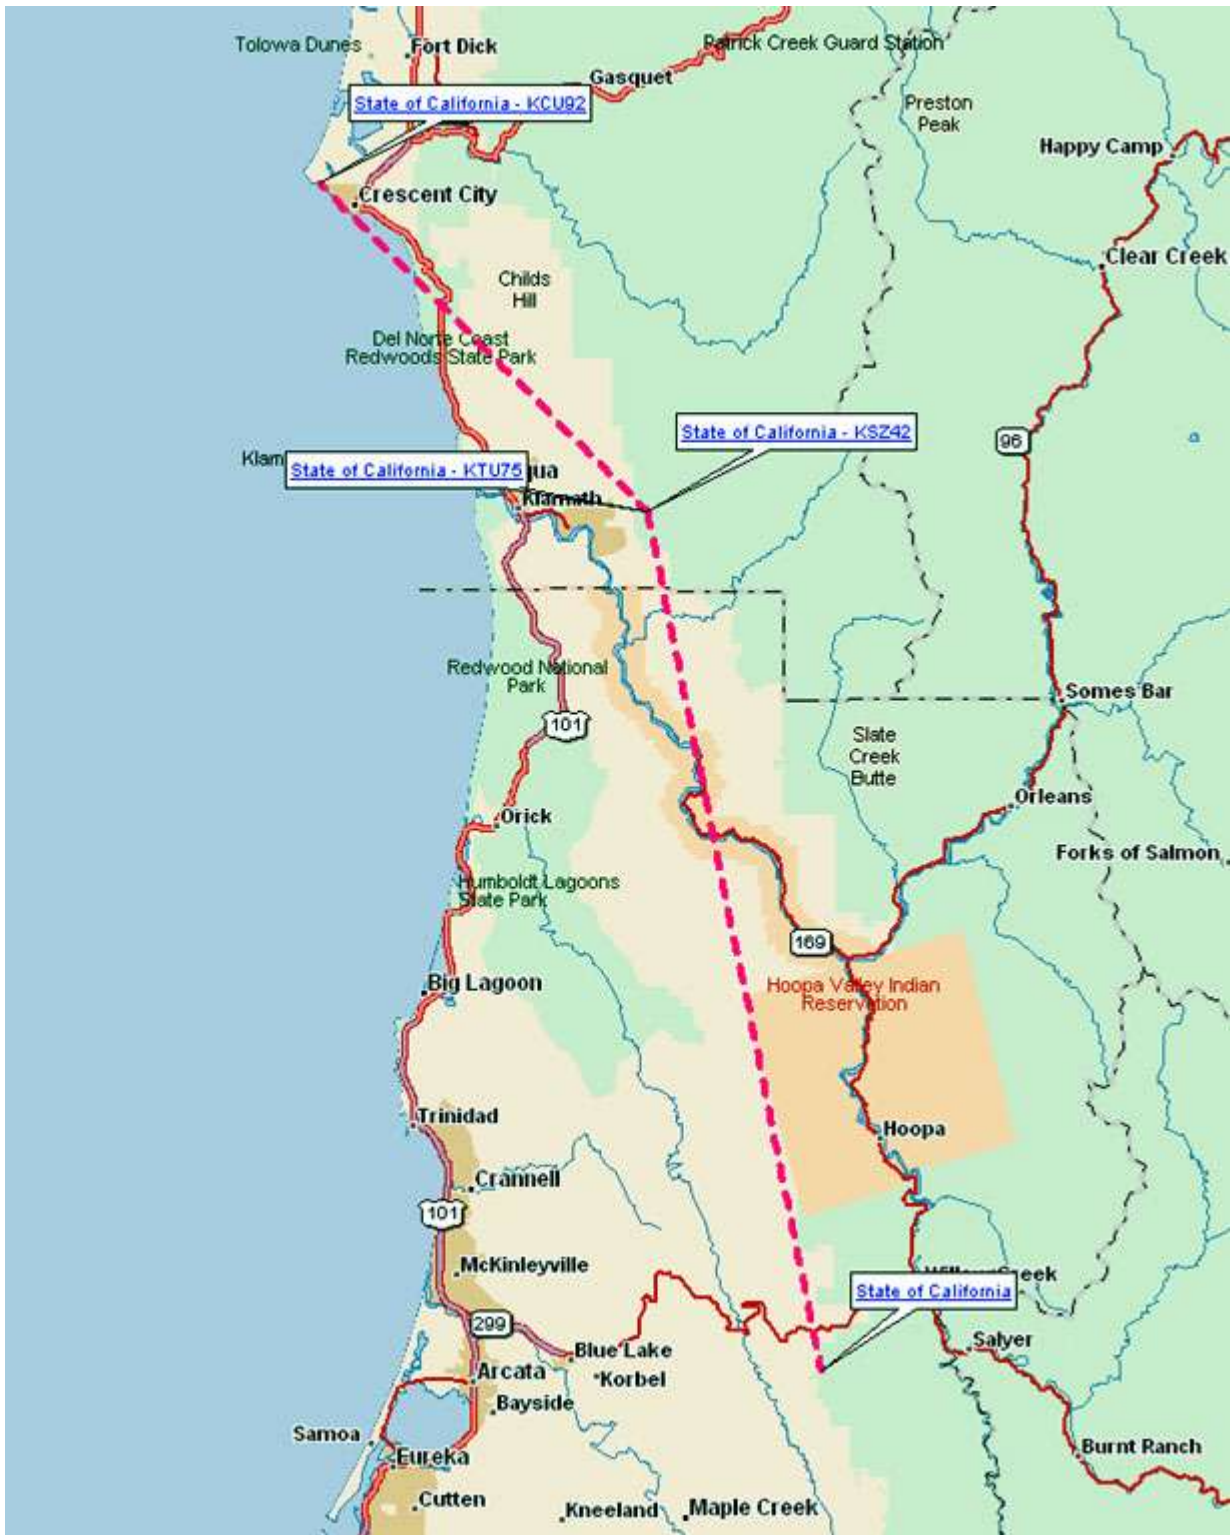 Tolowa Dunes
Fort Dick
Patrick Creek Guard Station
Gasquet
State of California - KCU92
Preston
Peak
Happy Camp
Crescent City
Clear Creek
Childs
Hill
Del Norte Coast
Redwoods State Park
State of California - KSZ42
96
Klam
State of California - KTU75
qua
Klamath
Redwood National
Park
101
Somes Bar
Slate
Creek
Butte
Orleans
Orick
Forks of Salmon
Humboldt Lagoons
State Park
169
Big Lagoon
Hoopa Valley Indian
Reservation
Trinidad
Hoopa
Crannell
101
McKinleyville
Willow Creek
State of California
299
Salyer
Blue Lake
Arcata
Korbel
Bayside
Samoa
Eureka
Burnt Ranch
Cutten
Kneeland
Maple Creek